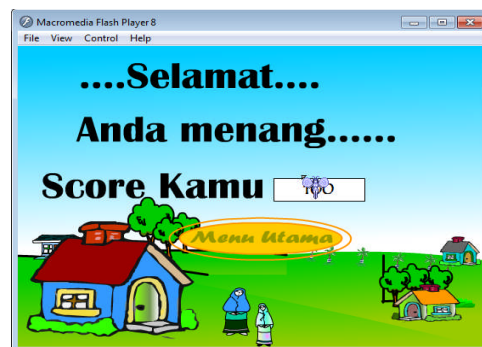 Macromedia Flash Player 8
File View Control Help
....Selamat....
Anda menang......
Score Kamu
Menu Utama